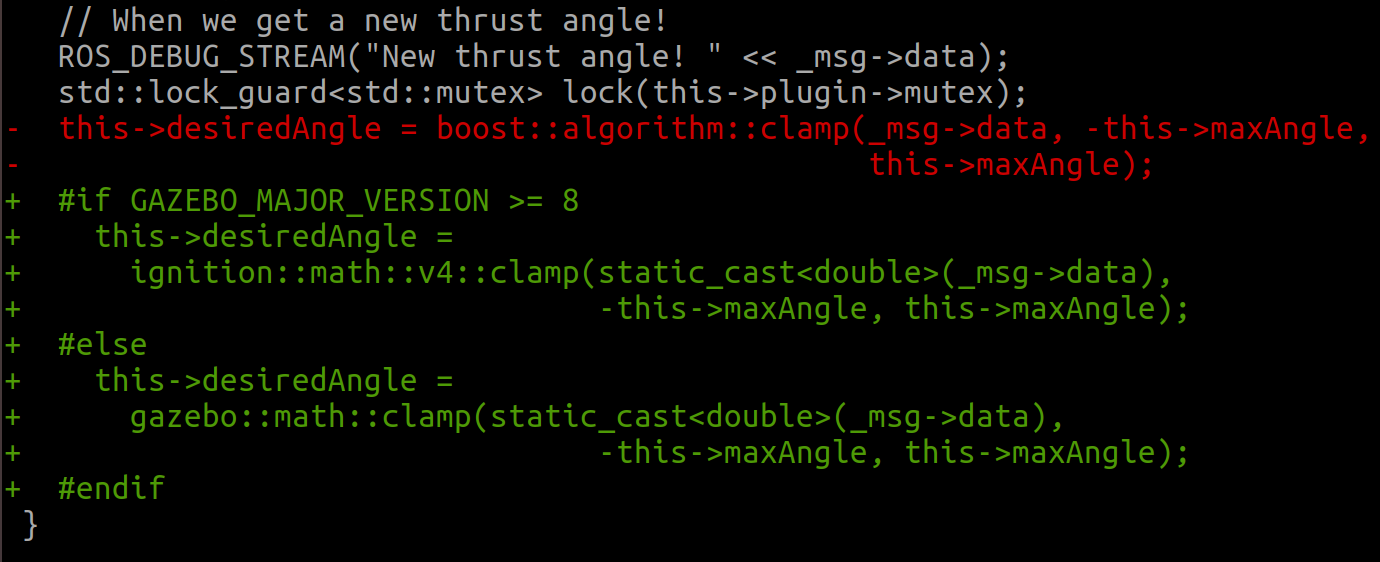 // When we get a new thrust angle!
    ROS_DEBUG_STREAM("New thrust angle! " << _msg->data);
    std::lock_guard<std::mutex> lock(this->plugin->mutex);
-   this->desiredAngle = boost::algorithm::clamp(_msg->data, -this->maxAngle,
-                                                this->maxAngle);
+   #if GAZEBO_MAJOR_VERSION >= 8
+     this->desiredAngle =
+       ignition::math::v4::clamp(static_cast<double>(_msg->data),
+                                 -this->maxAngle, this->maxAngle);
+   #else
+     this->desiredAngle =
+       gazebo::math::clamp(static_cast<double>(_msg->data),
+                                 -this->maxAngle, this->maxAngle);
+   #endif
  }